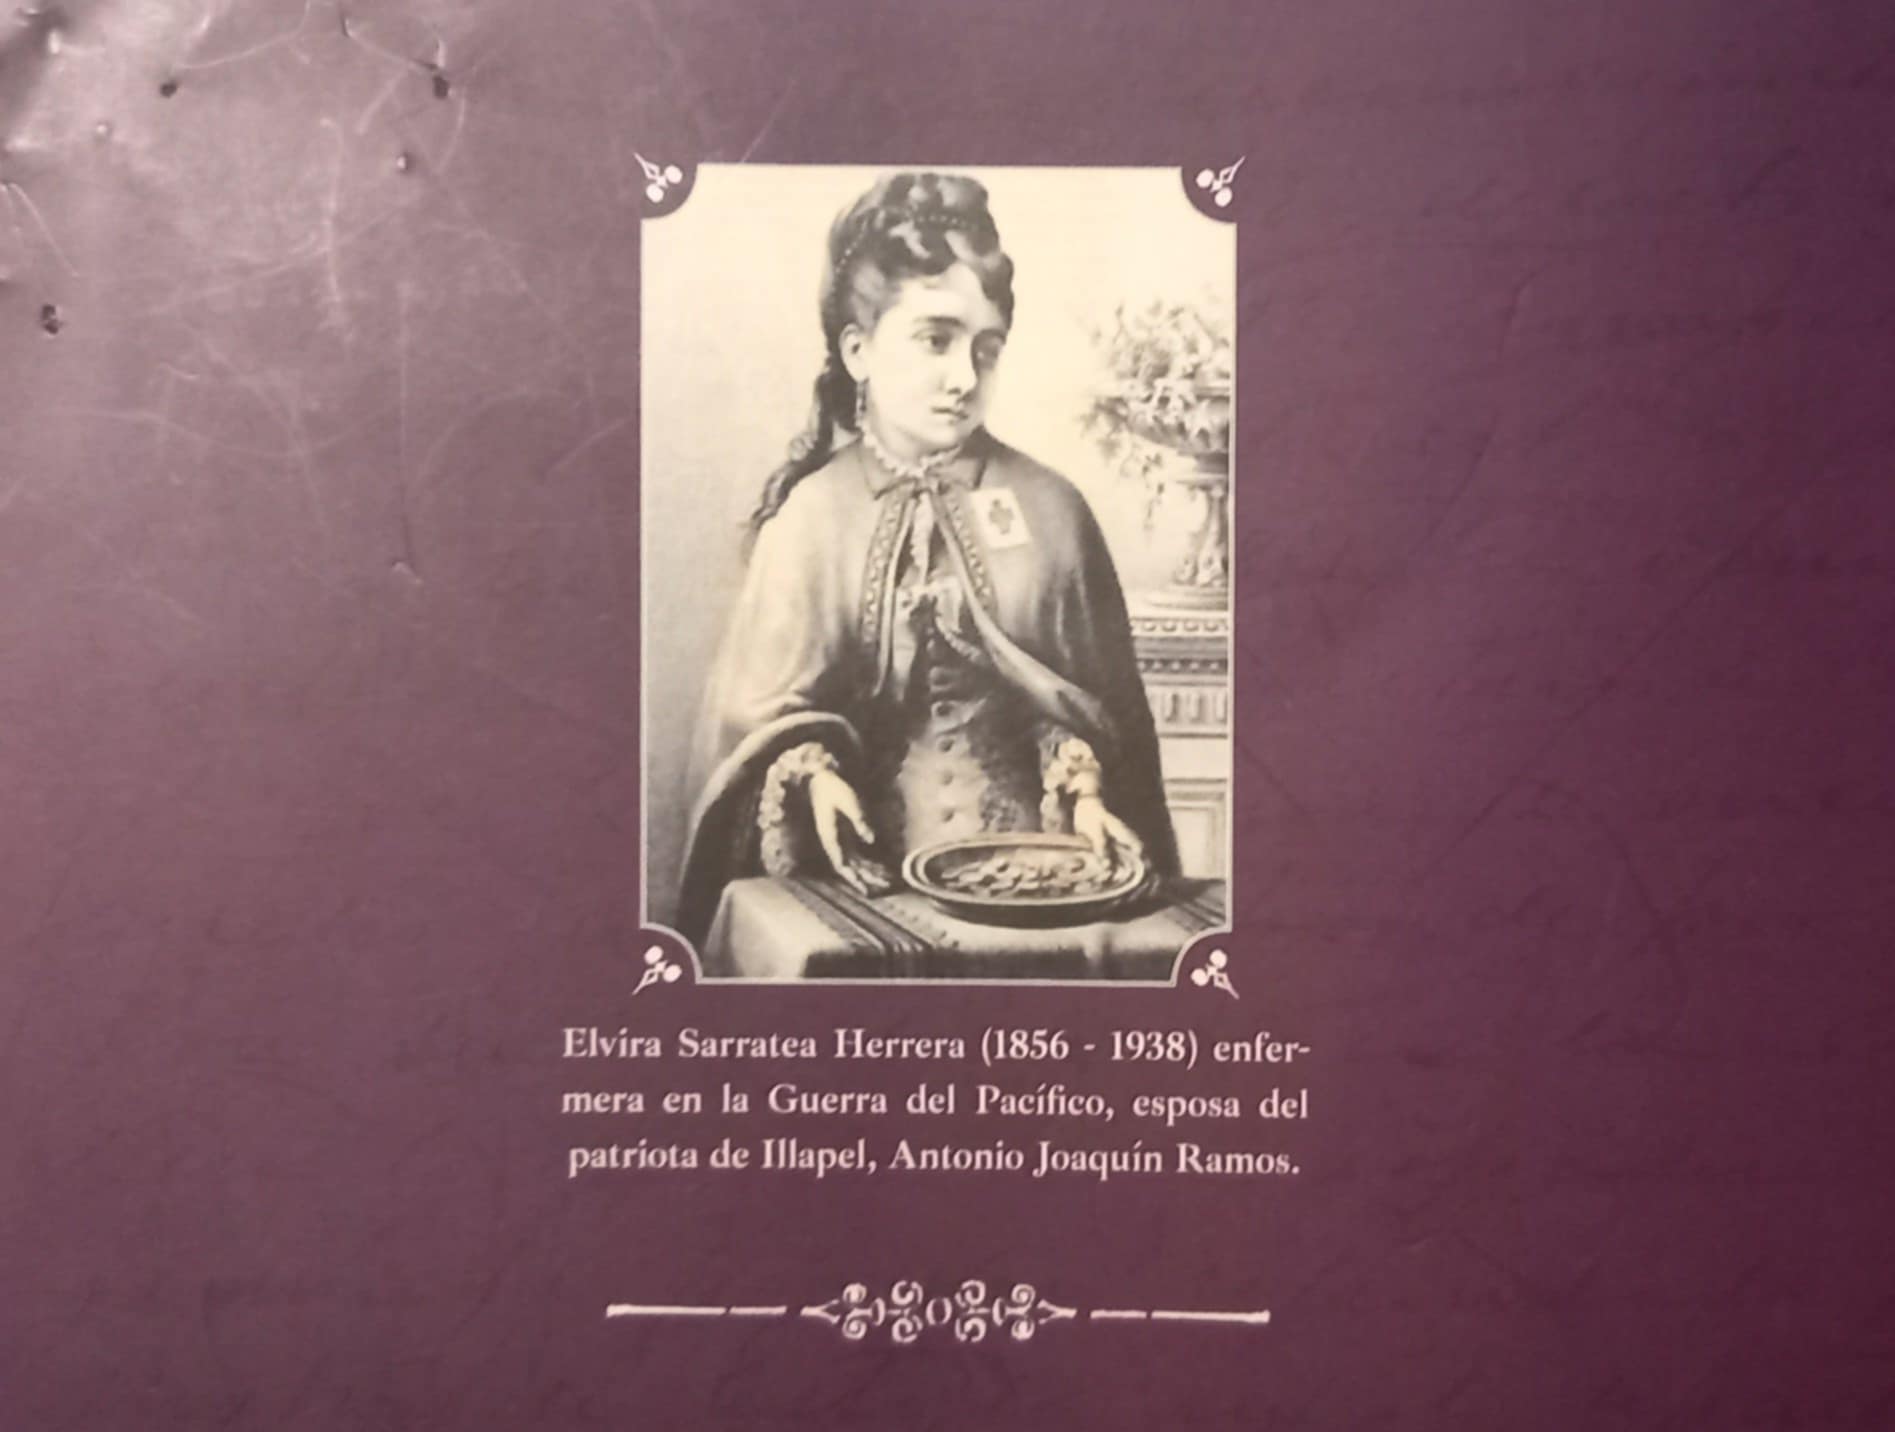 Elvira Sarratea Herrera (1856 - 1938) enfer-
mera en la Guerra del Pacífico, esposa del
patriota de Illapel, Antonio Joaquín Ramos.